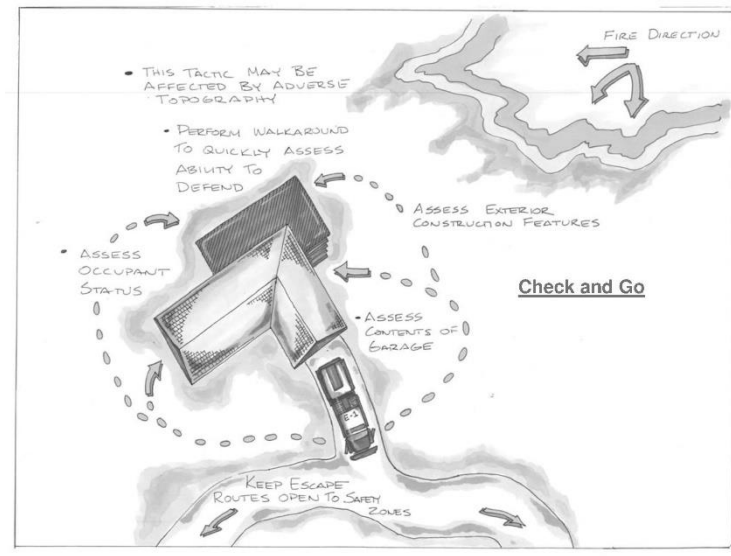 FIRE DIRECTION
• THIS TACTIC MAY BE
AFFECTED BY ADVERSE
TOPOGRAPHY
• PERFORM WALKAROUND
TO QUICKLY ASSESS
ABILITY TO
DEFEND
ASSESS EXTERIOR
CONSTRUCTION FEATURES
• ASSESS
OCCUPANT
STATUS
Check and Go
• ASSESS
CONTENTS OF
GARAGE
E-1
KEEP ESCAPE
ROUTES OPEN TO SAFETY
ZONES